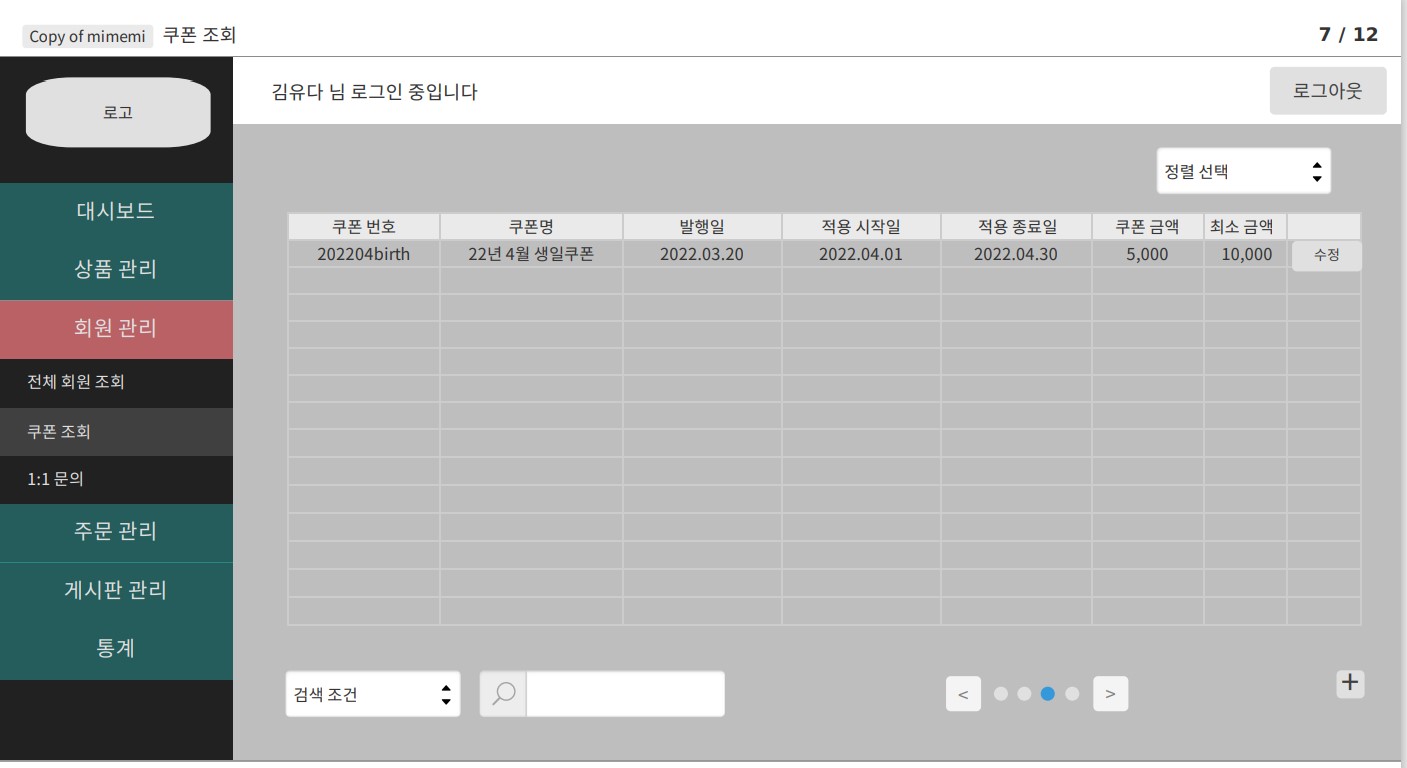 Copy of mimemi 쿠폰 조회 7 / 12
로고
김유다 님 로그인 중입니다 로그아웃
정렬 선택
대시보드
상품 관리
회원 관리
전체 회원 조회
쿠폰 조회
1:1 문의
주문 관리
게시판 관리
통계
쿠폰 번호 쿠폰명 발행일 적용 시작일 적용 종료일 쿠폰 금액 최소 금액
202204birth 22년 4월 생일쿠폰 2022.03.20 2022.04.01 2022.04.30 5,000 10,000 수정
검색 조건 < > +